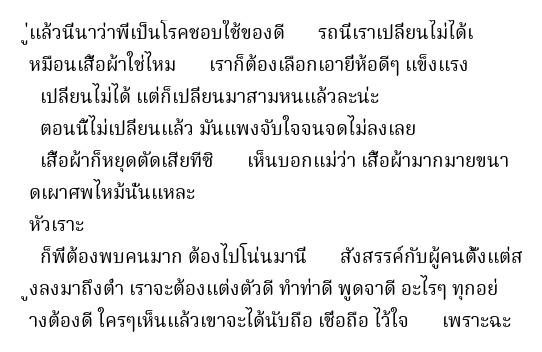 ู่แล้วนี่นาว่าพี่เป็นโรคชอบใช้ของดี รถนี่เราเปลี่ยนไม่ได้เ
หมือนเสื้อผ้าใช่ไหม เราก็ต้องเลือกเอายี่ห้อดีๆ แข็งแรง
เปลี่ยนไม่ได้ แต่ก็เปลี่ยนมาสามหนแล้วละน่ะ
ตอนนี้ไม่เปลี่ยนแล้ว มันแพงจับใจจนจดไม่ลงเลย
เสื้อผ้าก็หยุดตัดเสียทีซิ เห็นบอกแม่ว่า เสื้อผ้ามากมายขนา
ดเผาศพไหม้นั่นแหละ
หัวเราะ
ก็พี่ต้องพบคนมาก ต้องไปโน่นมานี่ สังสรรค์กับผู้คนตั้งแต่ส
ูงลงมาถึงต่ำ เราจะต้องแต่งตัวดี ทำท่าดี พูดจาดี อะไรๆ ทุกอย่
างต้องดี ใครๆเห็นแล้วเขาจะได้นับถือ เชื่อถือ ไว้ใจ เพราะฉะ